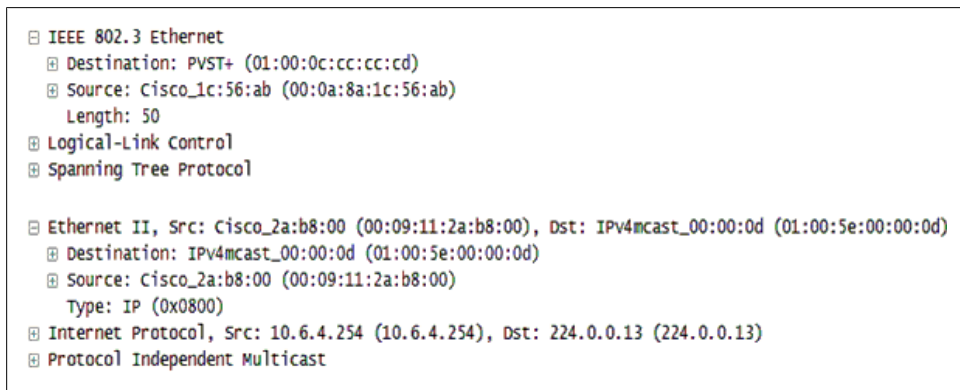 IEEE 802.3 Ethernet
Destination: PVST+ (01:00:0c:cc:cc:cd)
Source: Cisco_1c:56:ab (00:0a:8a:1c:56:ab)
Length: 50
Logical-Link Control
Spanning Tree Protocol
Ethernet II, Src: Cisco_2a:b8:00 (00:09:11:2a:b8:00), Dst: IPv4mcast_00:00:0d (01:00:5e:00:00:0d)
Destination: IPv4mcast_00:00:0d (01:00:5e:00:00:0d)
Source: Cisco_2a:b8:00 (00:09:11:2a:b8:00)
Type: IP (0x0800)
Internet Protocol, Src: 10.6.4.254 (10.6.4.254), Dst: 224.0.0.13 (224.0.0.13)
Protocol Independent Multicast